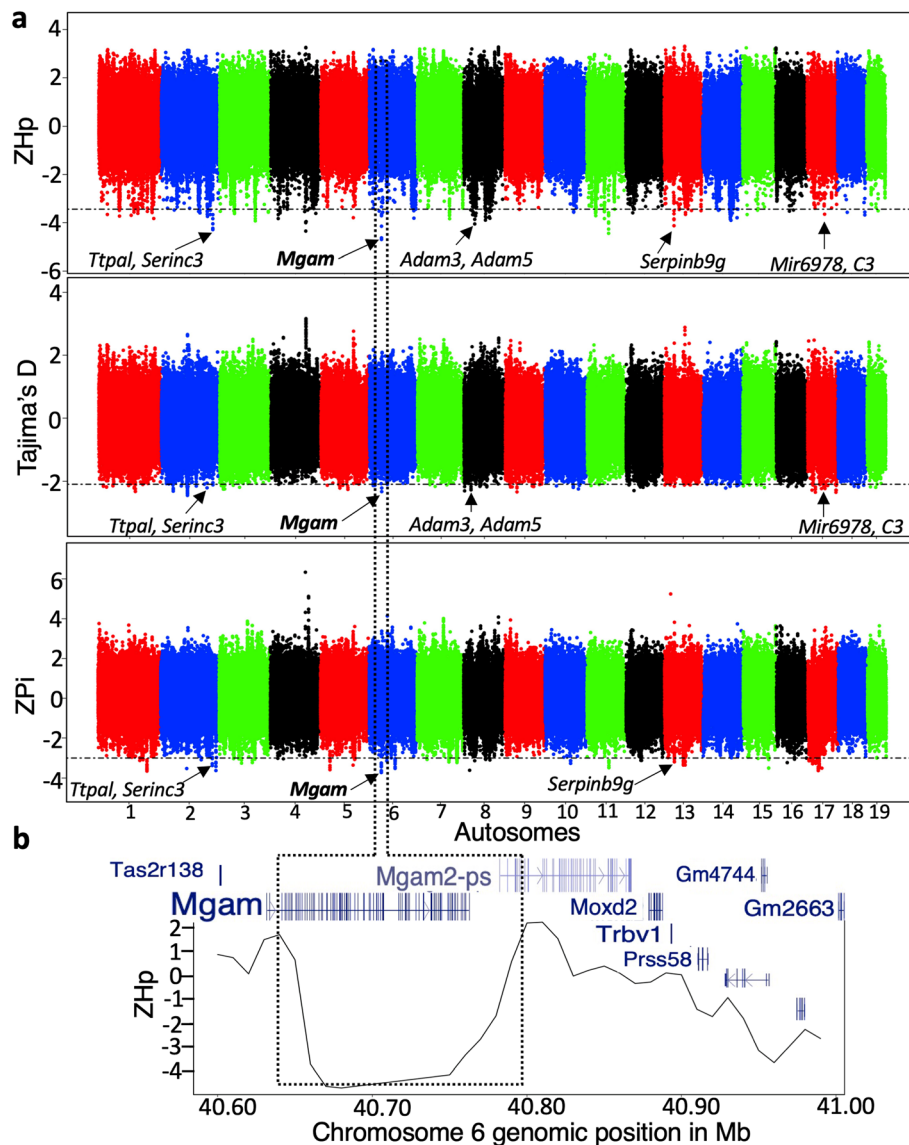 a
4
2
0
-2
-4
-6
ZHp
Ttpal, Serinc3
Mgam
Adam3, Adam5
Serpinb9g
Mir6978, C3
4
2
0
-2
Tajima's D
Ttpal, Serinc3
Mgam
Adam3, Adam5
Mir6978, C3
6
4
2
0
-2
-4
ZPi
Ttpal, Serinc3
Mgam
Serpinb9g
1 2 3 4 5 6 7 8 9 10 11 12 13 14 15 16 17 18 19
Autosomes
b
Tas2r138
Mgam2-ps
Gm4744
Mgam
Moxd2
Gm2663
Trbv1
Prss58
2
1
0
-1
-2
-3
-4
ZHp
40.60 40.70 40.80 40.90 41.00
Chromosome 6 genomic position in Mb